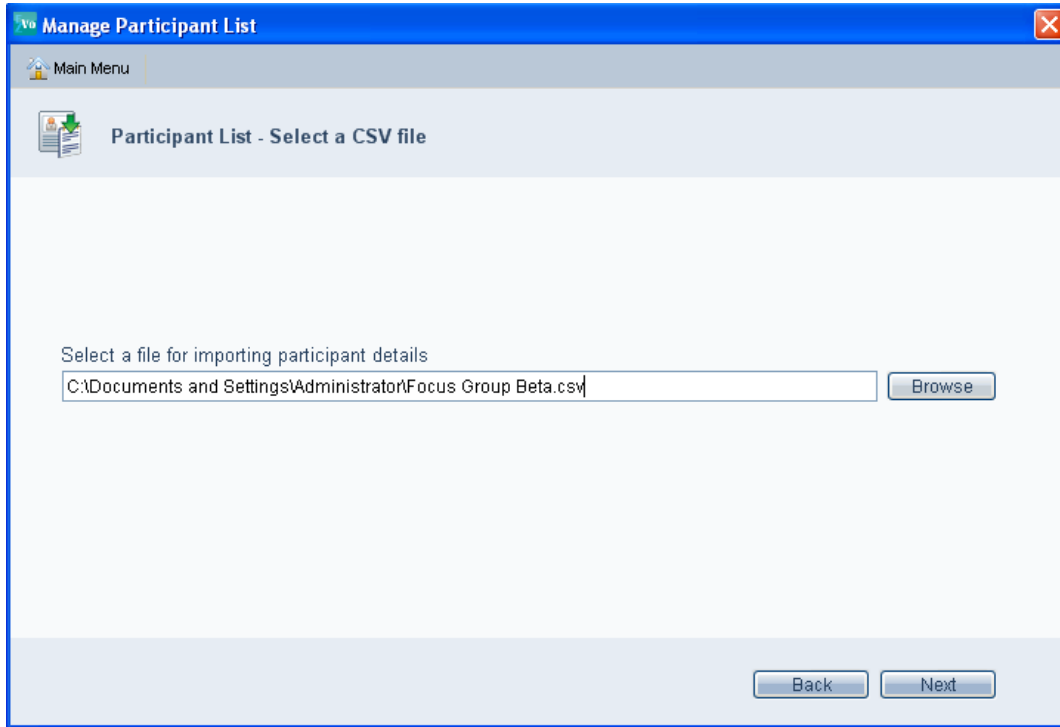 Vo Manage Participant List
Main Menu
Participant List - Select a CSV file
Select a file for importing participant details
C:\Documents and Settings\Administrator\Focus Group Beta.csv
Browse
Back Next